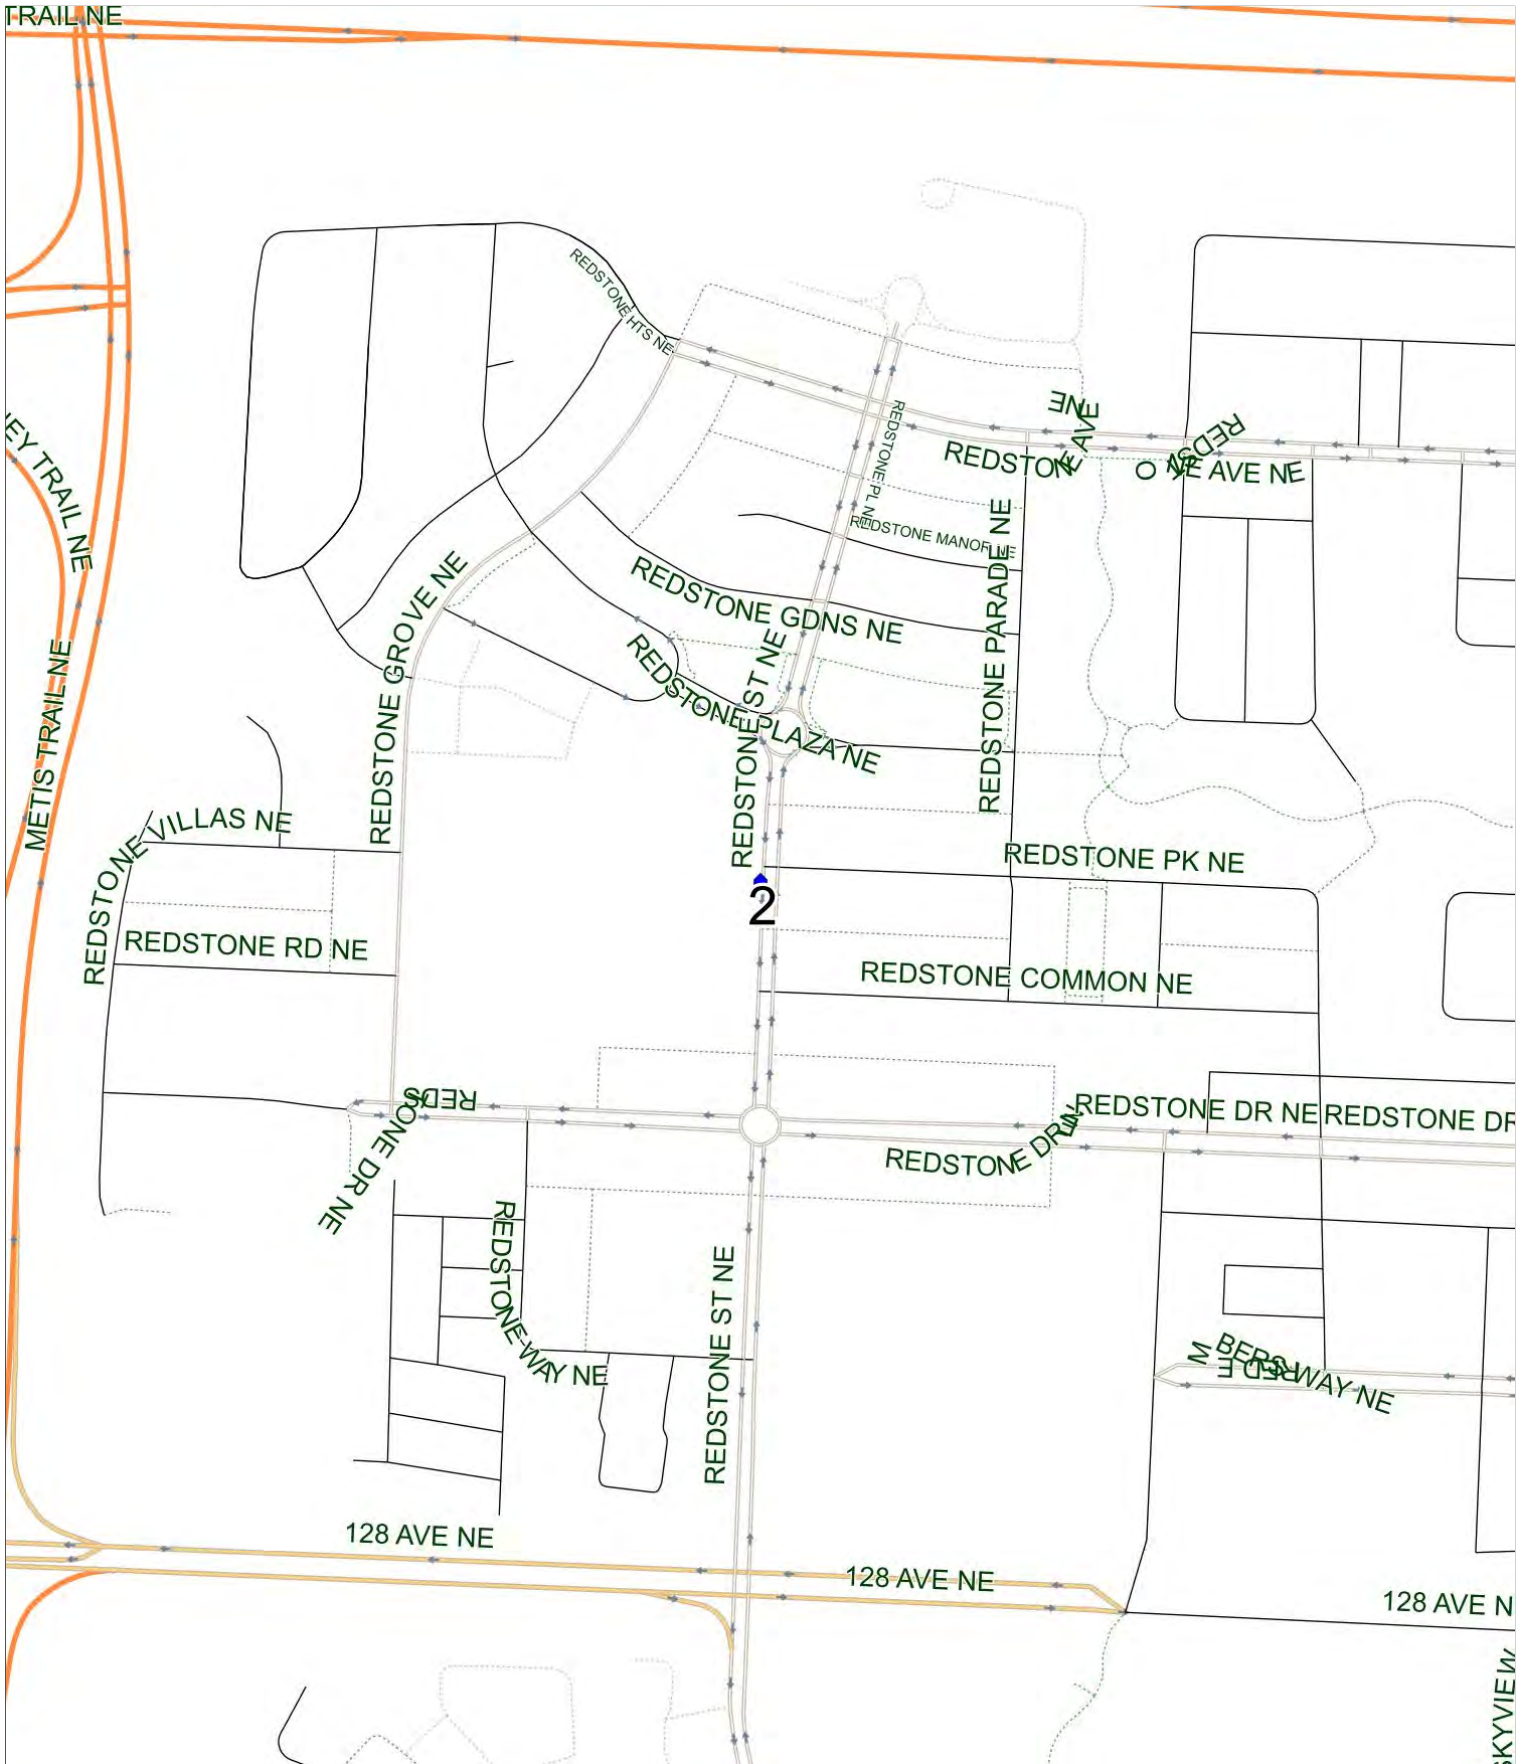 TRAIL NE
REDSTONE HTS NE
REDSTONE AVE NE
REDSTONE AVE NE
REDSTONE PL NE
REDSTONE MANOR NE
EY TRAIL NE
REDSTONE GROVE NE
REDSTONE GDNS NE
REDSTONE PARADE NE
REDSTONE ST NE
REDSTONE PLAZA NE
METIS TRAIL NE
REDSTONE VILLAS NE
REDSTONE PK NE
2
REDSTONE RD NE
REDSTONE COMMON NE
REDSTONE DR NE
REDSTONE DR NE
REDSTONE DR NE
REDSTONE DR
REDSTONE WAY NE
REDSTONE ST NE
128 AVE NE
128 AVE NE
128 AVE N
KYVIEW